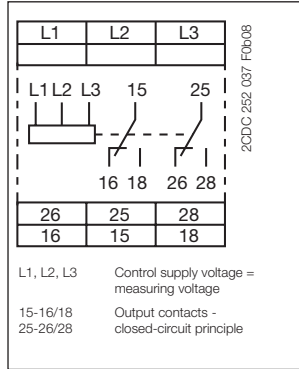 L1 L2 L3
L1 L2 L3 15 25
16 18 26 28
26 25 28
16 15 18
2CDC 252 037 F0b08
L1, L2, L3 Control supply voltage =
measuring voltage
15-16/18 Output contacts -
25-26/28 closed-circuit principle